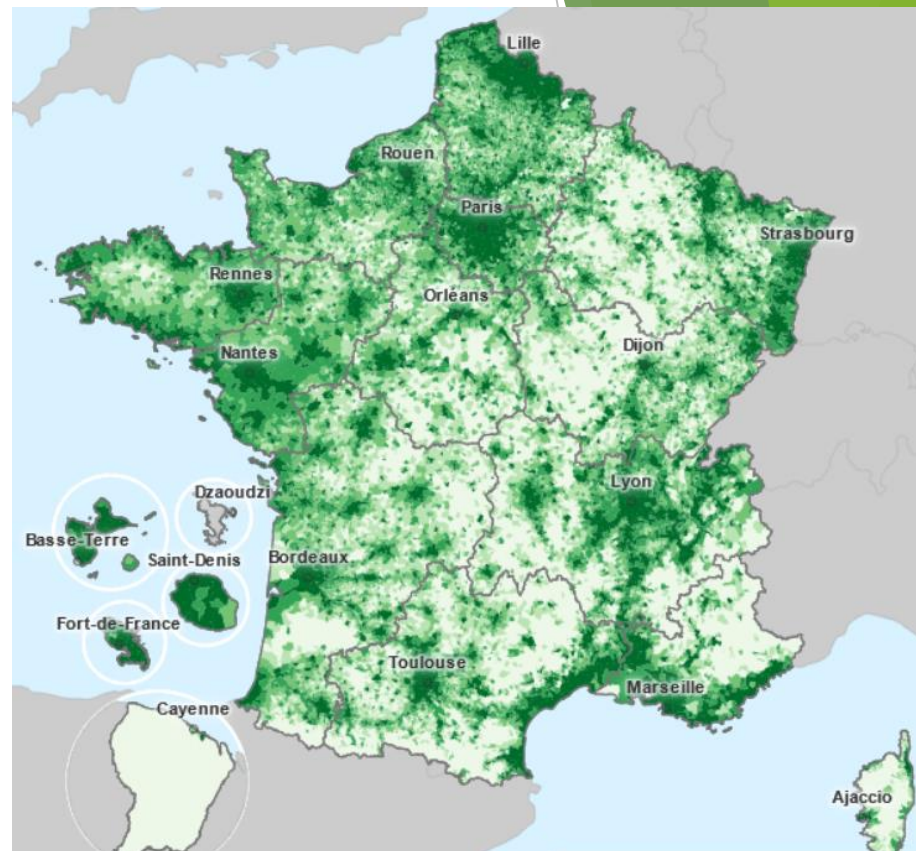 Lille
Rouen
Paris
Strasbourg
Rennes
Orléans
Dijon
Nantes
Lyon
Dzaoudzi
Basse-Terre
Saint-Denis
Bordeaux
Fort-de-France
Toulouse
Marseille
Cayenne
Ajaccio